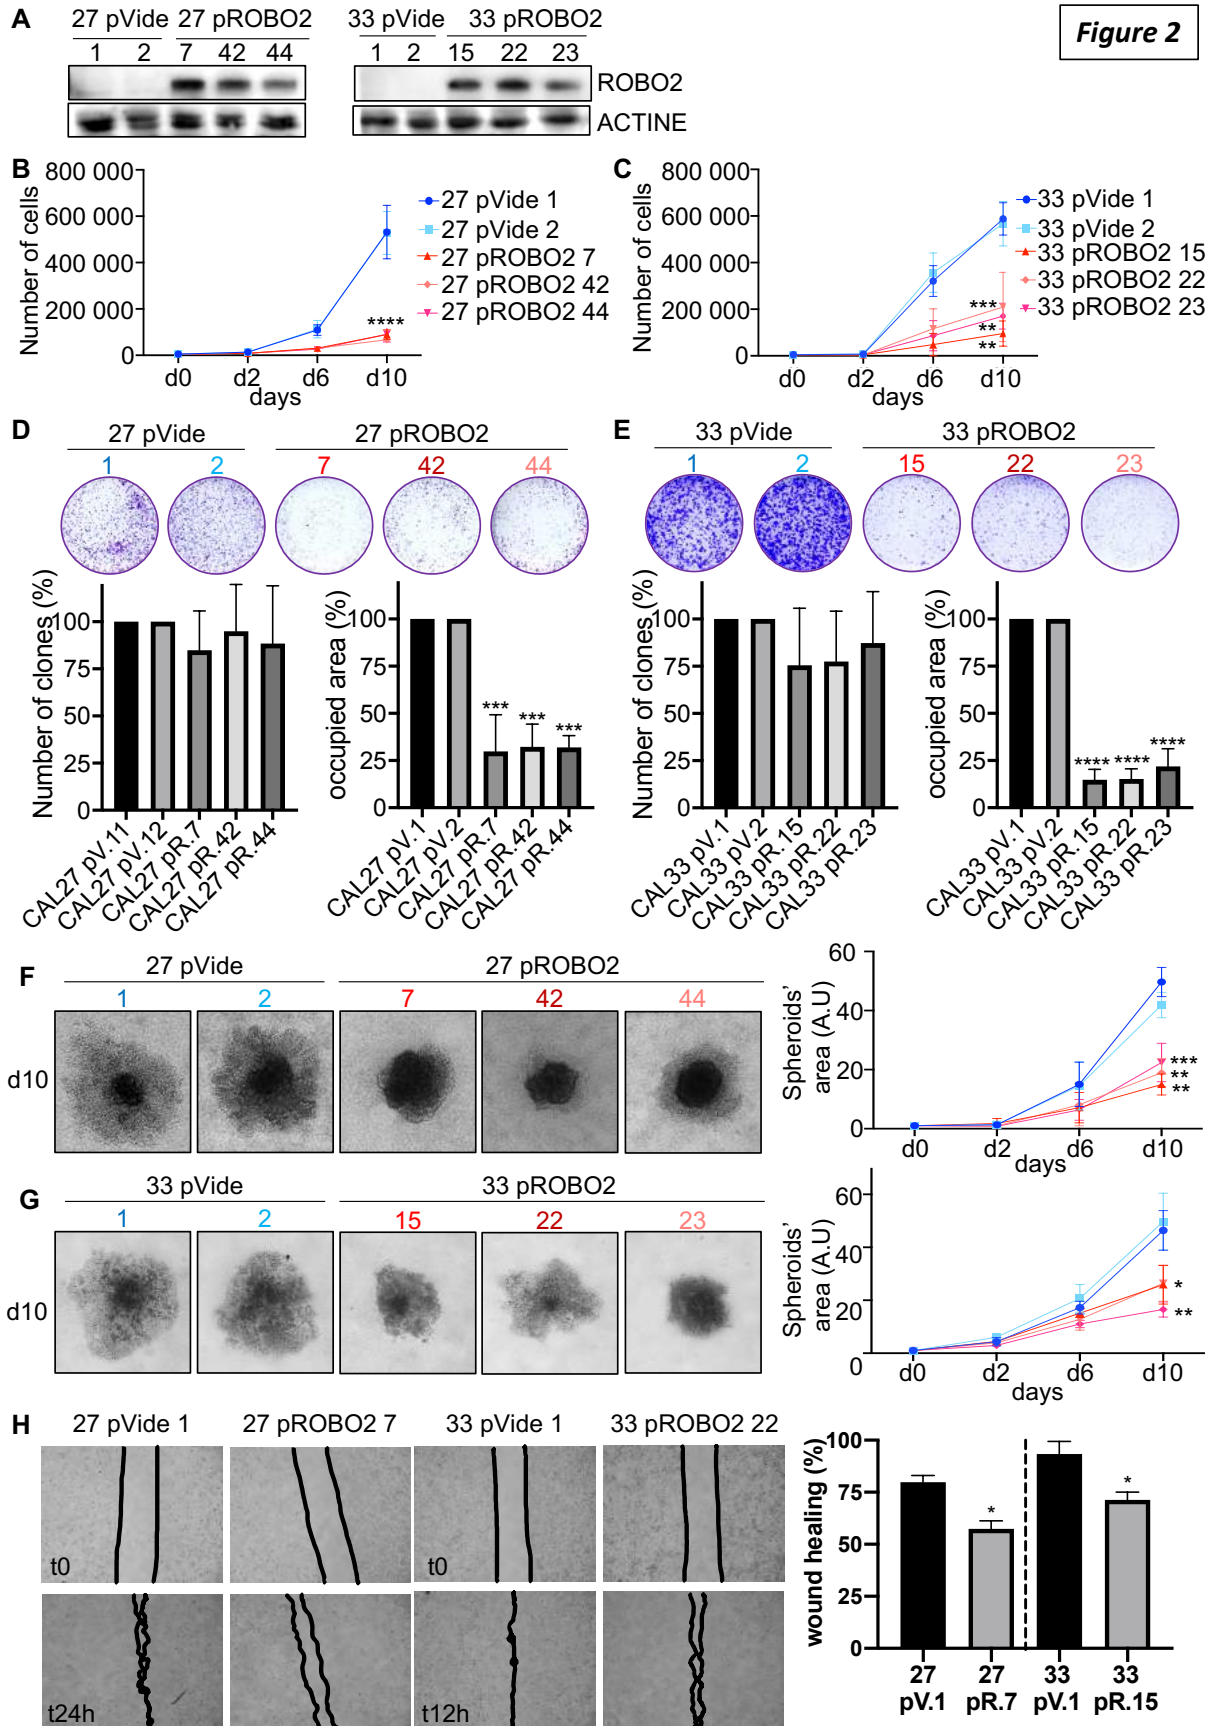 Figure 2
A
27 pVide 27 pROBO2
33 pVide 33 pROBO2
1 2 7 42 44
1 2 15 22 23
ROBO2
ACTINE
B
Number of cells
800 000
600 000
400 000
200 000
0
d0 d2 d6 d10
days
****
27 pVide 1
27 pVide 2
27 pROBO2 7
27 pROBO2 42
27 pROBO2 44
C
Number of cells
800 000
600 000
400 000
200 000
0
d0 d2 d6 d10
days
***
**
**
33 pVide 1
33 pVide 2
33 pROBO2 15
33 pROBO2 22
33 pROBO2 23
D
27 pVide 27 pROBO2
1 2 7 42 44
Number of clones (%)
100
75
50
25
0
CAL27 pV.11
CAL27 pV.12
CAL27 pR.7
CAL27 pR.42
CAL27 pR.44
occupied area (%)
100
75
50
25
0
*** *** ***
CAL27 pV.1
CAL27 pV.2
CAL27 pR.7
CAL27 pR.42
CAL27 pR.44
E
33 pVide 33 pROBO2
1 2 15 22 23
Number of clones (%)
100
75
50
25
0
CAL33 pV.1
CAL33 pV.2
CAL33 pR.15
CAL33 pR.22
CAL33 pR.23
occupied area (%)
100
75
50
25
0
**** **** ****
CAL33 pV.1
CAL33 pV.2
CAL33 pR.15
CAL33 pR.22
CAL33 pR.23
F
27 pVide 27 pROBO2
1 2 7 42 44
d10
Spheroids'
area (A.U)
60
40
20
0
d0 d2 d6 d10
days
***
**
**
G
33 pVide 33 pROBO2
1 2 15 22 23
d10
Spheroids'
area (A.U)
60
40
20
0
d0 d2 d6 d10
days
*
**
H
27 pVide 1 27 pROBO2 7 33 pVide 1 33 pROBO2 22
t0 t0
t24h t12h
wound healing (%)
100
75
50
25
0
* *
27 27 33 33
pV.1 pR.7 pV.1 pR.15